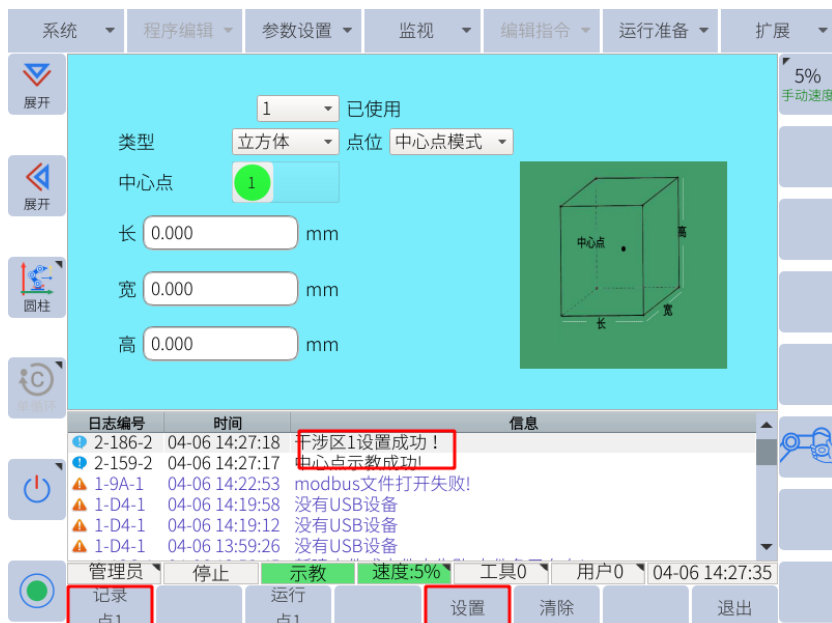 系统 程序编辑 参数设置 监视 编辑指令 运行准备 扩展
展开
5%
手动速度
1 已使用
类型 立方体 点位 中心点模式
中心点 1
展开
长 0.000 mm
宽 0.000 mm
高 0.000 mm
中心点
高
宽
长
圆柱
日志编号 时间 信息
2-186-2 04-06 14:27:18 干涉区1设置成功！
2-159-2 04-06 14:27:17 中心点示教成功!
1-9A-1 04-06 14:22:53 modbus文件打开失败!
1-D4-1 04-06 14:19:58 没有USB设备
1-D4-1 04-06 14:19:12 没有USB设备
1-D4-1 04-06 13:59:26 没有USB设备
管理员 停止 示教 速度:5% 工具0 用户0 04-06 14:27:35
记录
点1
运行
点1
设置 清除 退出